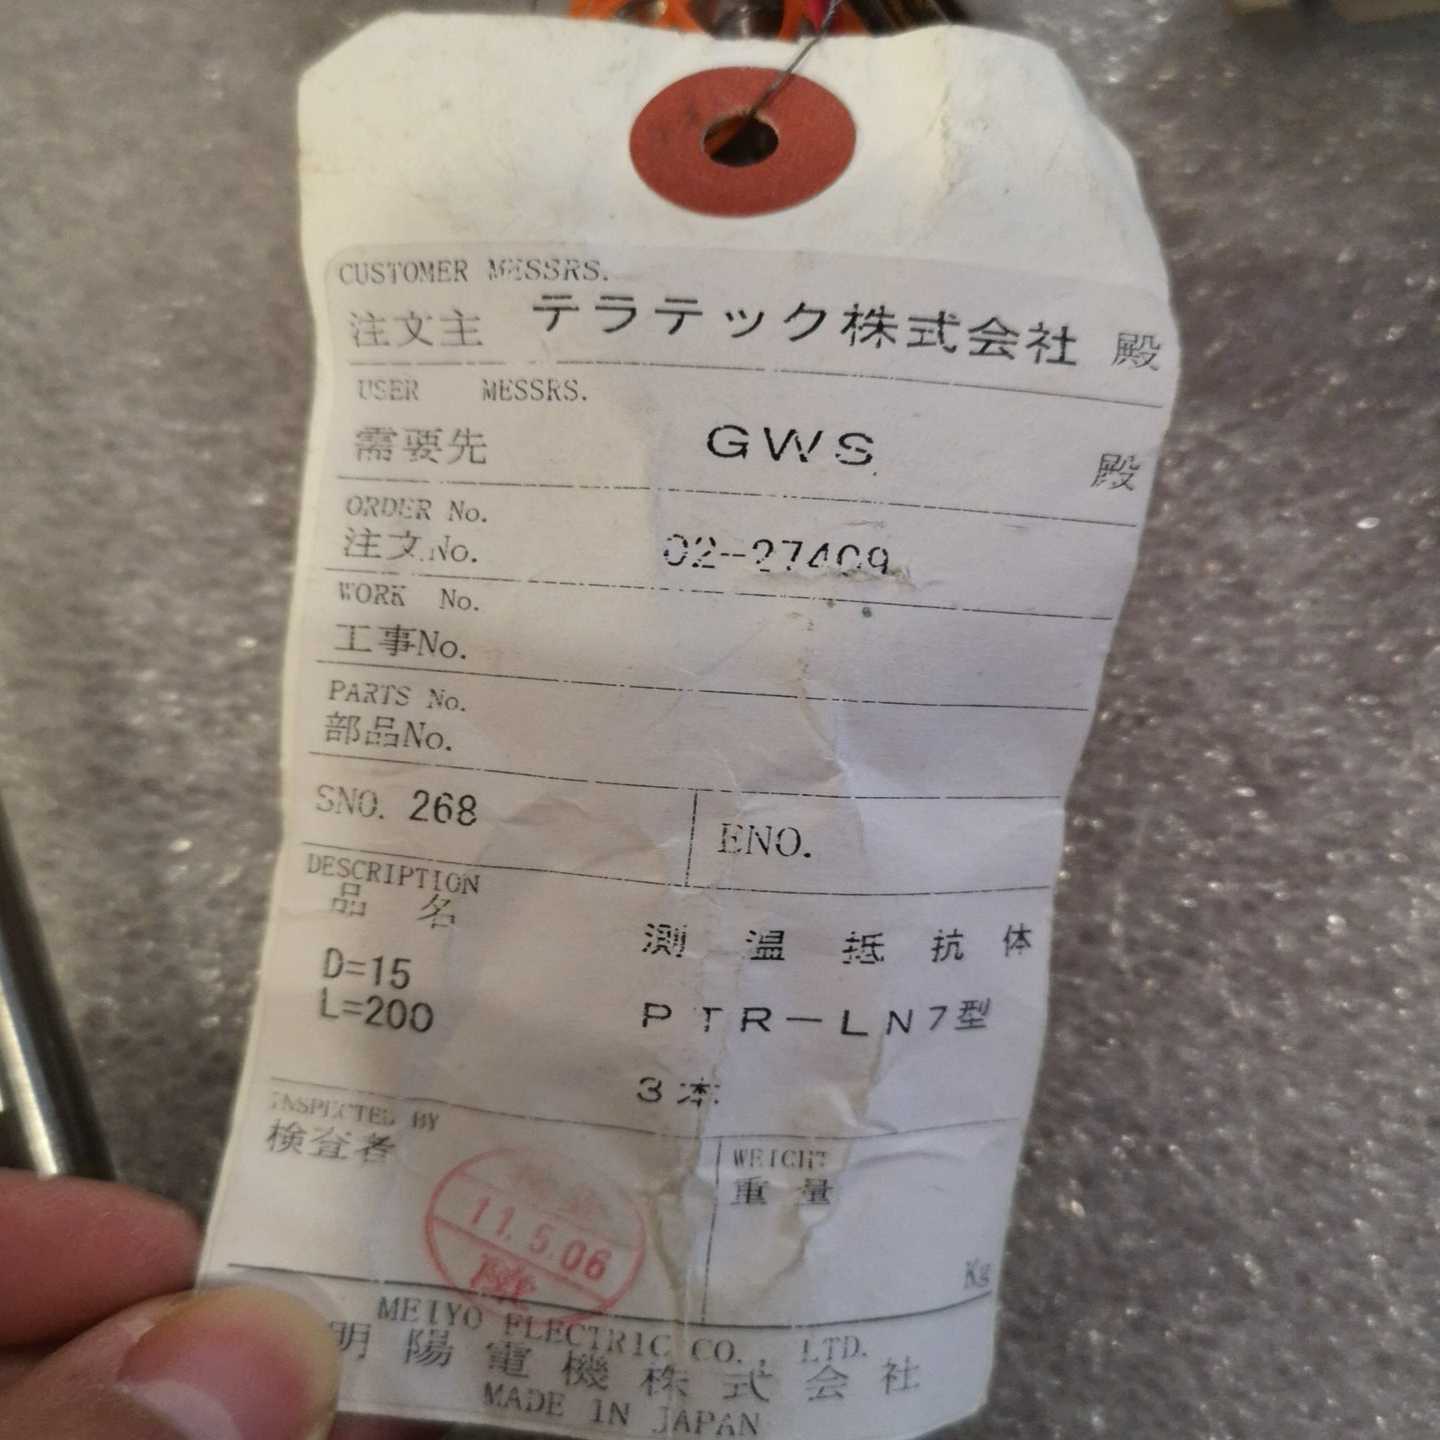 CUSTOMER MESSRS.
注文主 テラテック株式会社 殿
USER MESSRS.
需要先 GWS 殿
ORDER No.
注文No. 02-27409
WORK No.
工事No.
PARTS No.
部品No.
SNO. 268 ENO.
DESCRIPTION
品名 測温抵抗体
D=15
L=200 PTR-LN7型
3本
INSPECTED BY WEIGHT
検査者 重量
11.5.06
Kg
MEIYO ELECTRIC CO., LTD.
明陽電機株式会社
MADE IN JAPAN